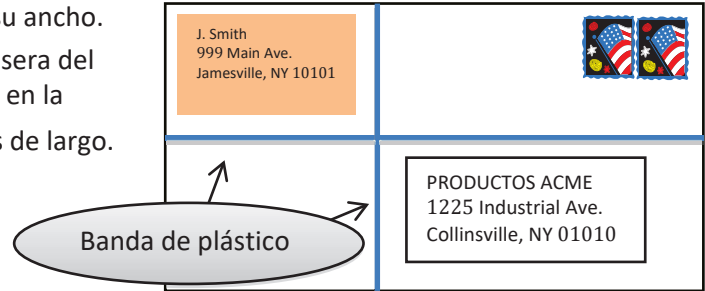 su ancho.
sera del
en la
s de largo.
J. Smith
999 Main Ave.
Jamesville, NY 10101
PRODUCTOS ACME
1225 Industrial Ave.
Collinsville, NY 01010
Banda de plástico